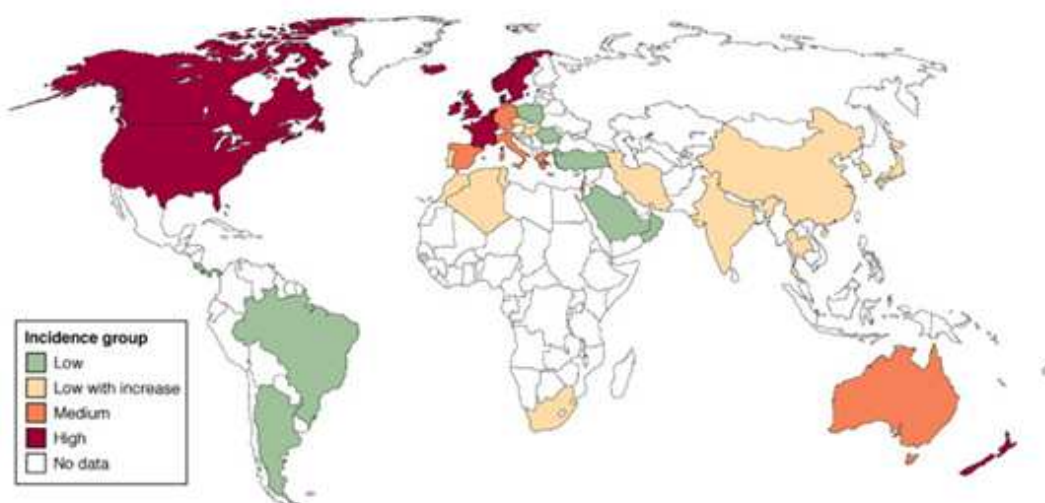 Incidence group
Low
Low with increase
Medium
High
No data